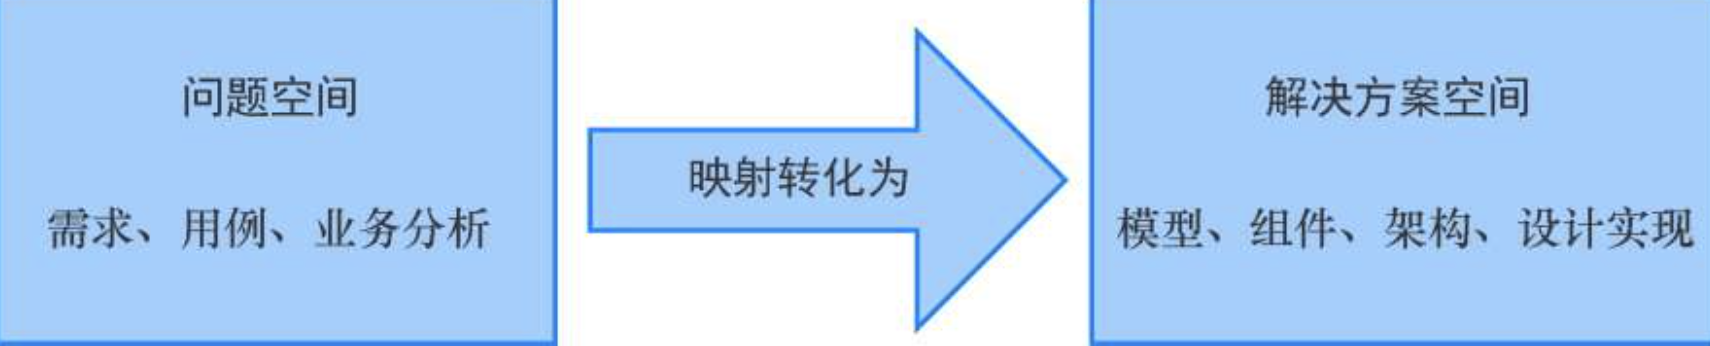 问题空间
需求、用例、业务分析
映射转化为
解决方案空间
模型、组件、架构、设计实现